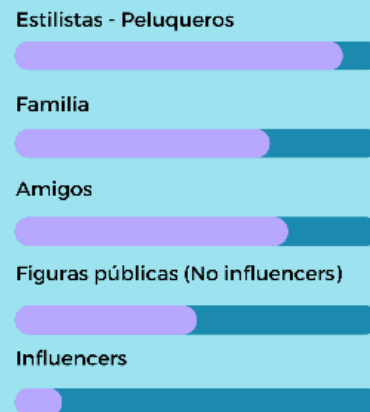 Estilistas - Peluqueros
Familia
Amigos
Figuras públicas (No influencers)
Influencers